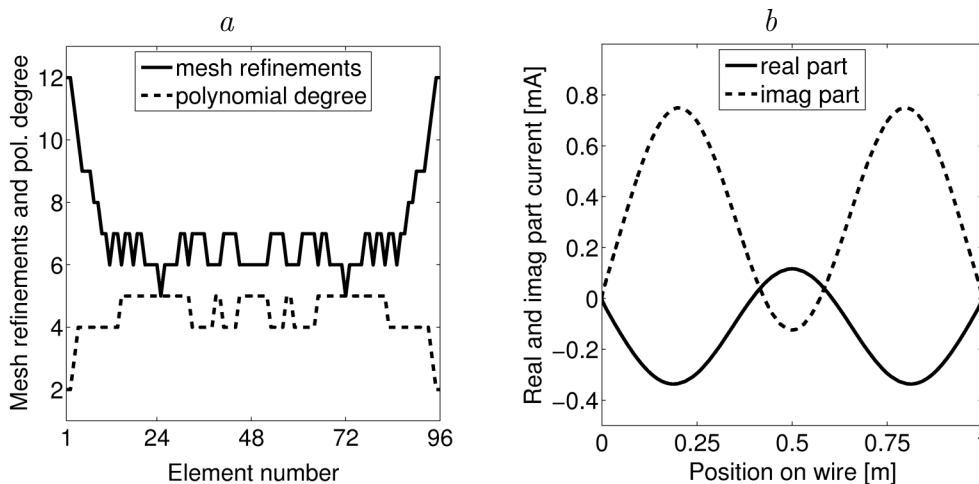 a
mesh refinements
polynomial degree
Mesh refinements and pol. degree
12
10
8
6
4
2
1
24
48
72
96
Element number
b
real part
imag part
Real and imag part current [mA]
0.8
0.6
0.4
0.2
0
−0.2
−0.4
0
0.25
0.5
0.75
Position on wire [m]